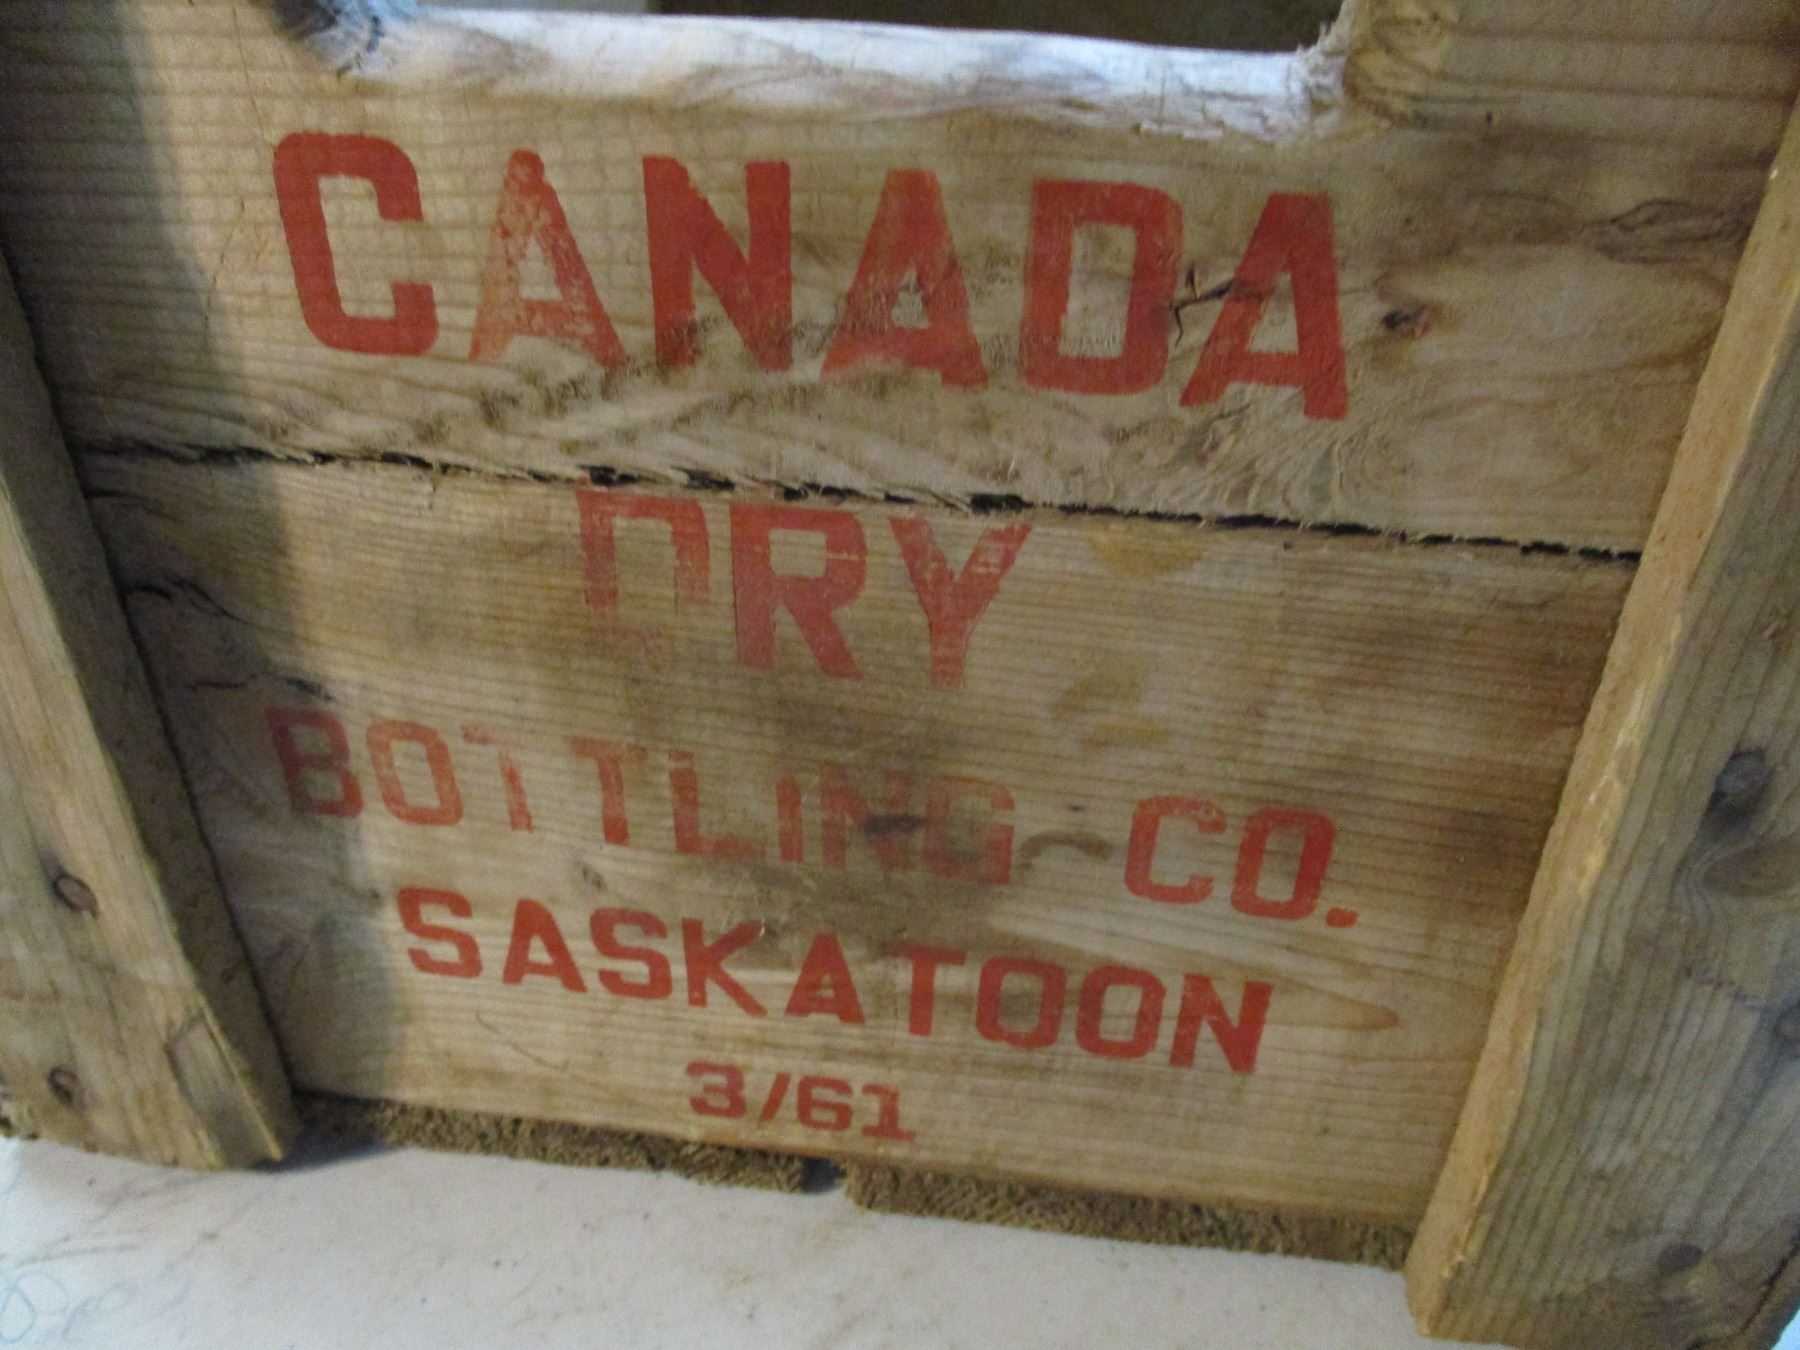 CANADA
DRY
BOTTLING CO.
SASKATOON
3/61